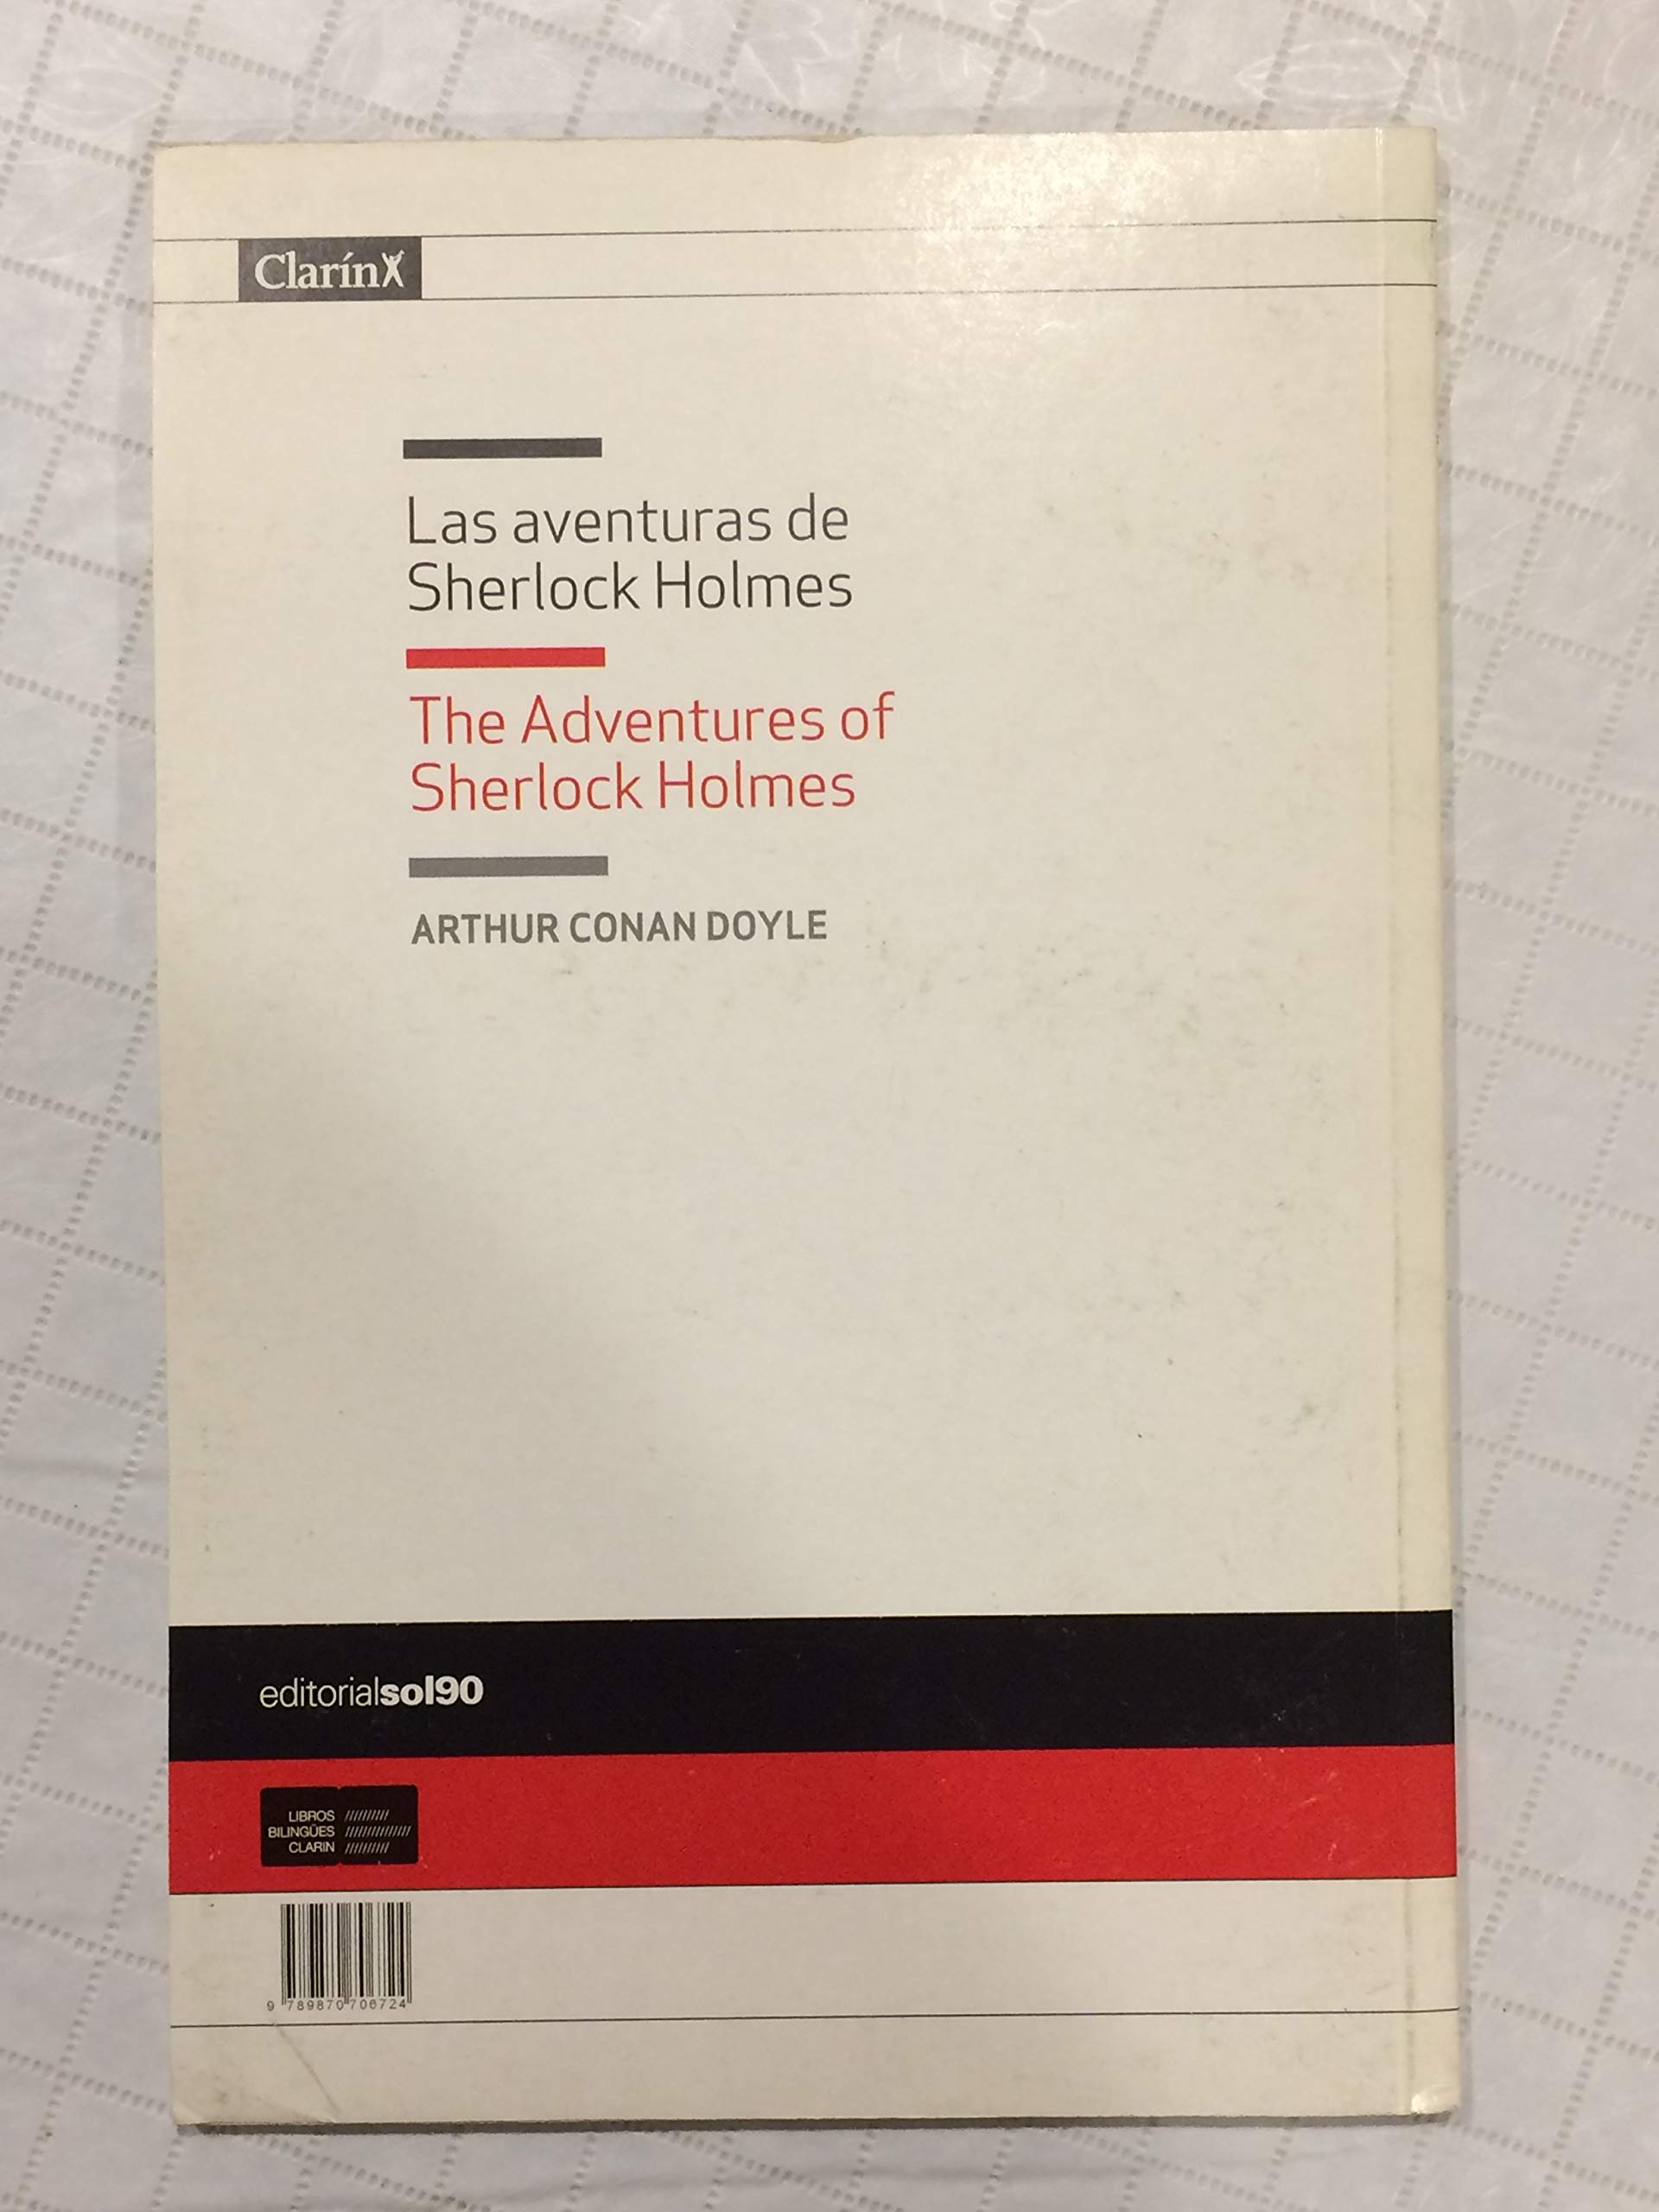 Clarín
Las aventuras de
Sherlock Holmes
The Adventures of
Sherlock Holmes
ARTHUR CONAN DOYLE
editorialsol90
LIBROS
BILINGÜES
CLARIN
9 789870 706724